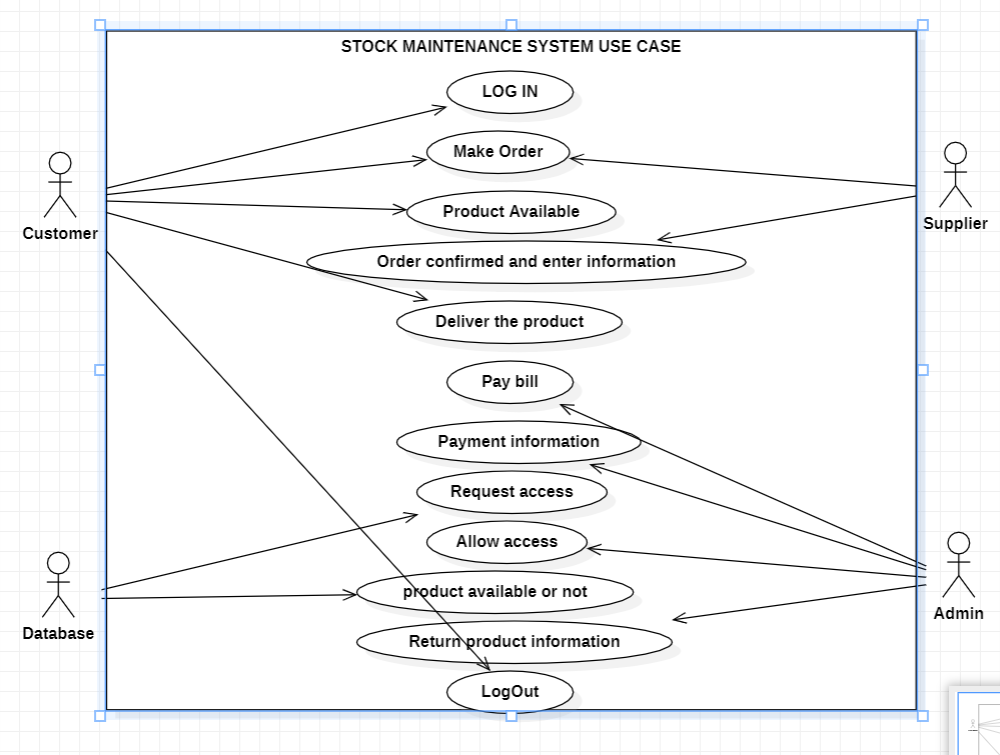 STOCK MAINTENANCE SYSTEM USE CASE
LOG IN
Make Order
Product Available
Customer
Supplier
Order confirmed and enter information
Deliver the product
Pay bill
Payment information
Request access
Allow access
product available or not
Database
Admin
Return product information
LogOut